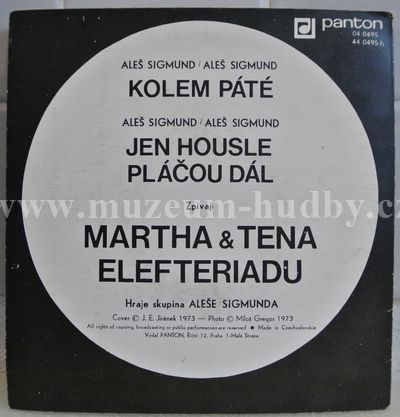 panton
04 0495
44 0495 h
ALEŠ SIGMUND / ALEŠ SIGMUND
KOLEM PÁTÉ
ALEŠ SIGMUND / ALEŠ SIGMUND
JEN HOUSLE
PLÁČOU DÁL
Zpívají
www.muzeum-hudby.cz
MARTHA & TENA
ELEFTERIADU
Hraje skupina ALEŠE SIGMUNDA
Cover © J. E. Jiránek 1973 — Photo © Miloš Gregor 1973
All rights of copying, broadcasting or public performances are reserved ● Made in Czechoslovakia
Vydal PANTON, Říční 12, Praha 1-Malá Strana